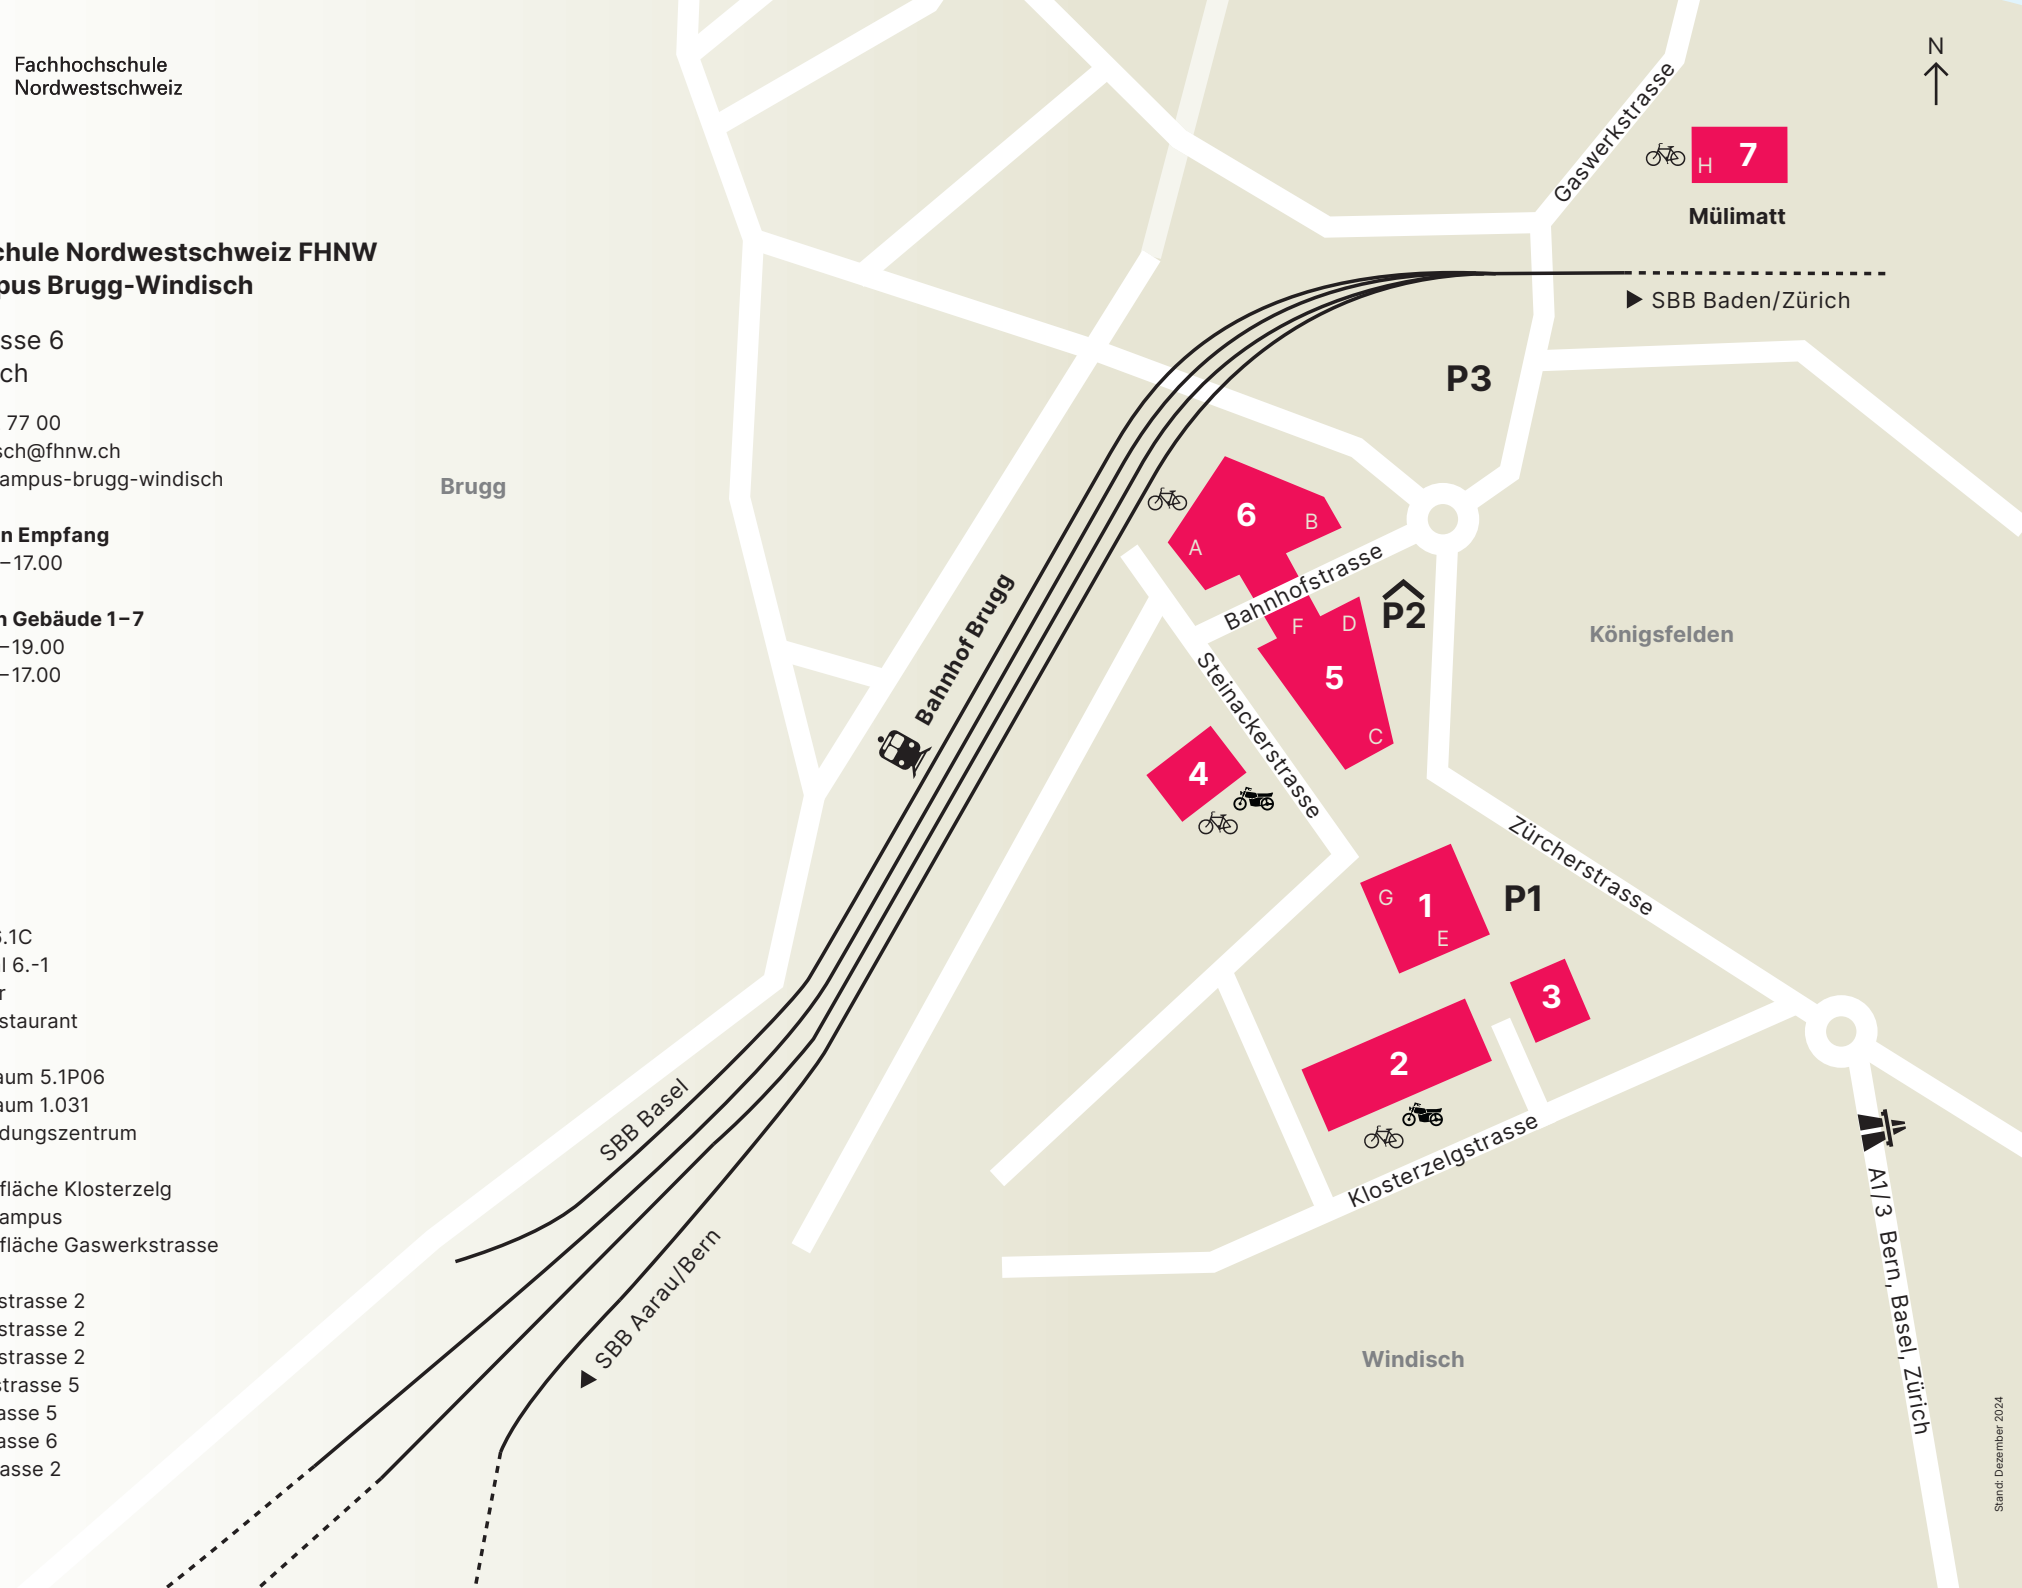 Fachhochschule
Nordwestschweiz
chule Nordwestschweiz FHNW
pus Brugg-Windisch
sse 6
ch
77 00
sch@fhnw.ch
ampus-brugg-windisch
n Empfang
–17.00
n Gebäude 1–7
–19.00
–17.00
6.1C
l 6.-1
r
staurant
aum 5.1P06
aum 1.031
dungszentrum
fläche Klosterzelg
ampus
fläche Gaswerkstrasse
strasse 2
strasse 2
strasse 2
strasse 5
asse 5
asse 6
asse 2
Brugg
N
Gaswerkstrasse
H 7
Mülimatt
SBB Baden/Zürich
P3
6
B
A
Bahnhofstrasse
P2
Königsfelden
F D
5
C
Bahnhof Brugg
Steinackerstrasse
4
Zürcherstrasse
G 1
E
P1
3
2
Klosterzelgstrasse
SBB Basel
SBB Aarau/Bern
A1/3 Bern, Basel, Zürich
Windisch
Stand: Dezember 2024